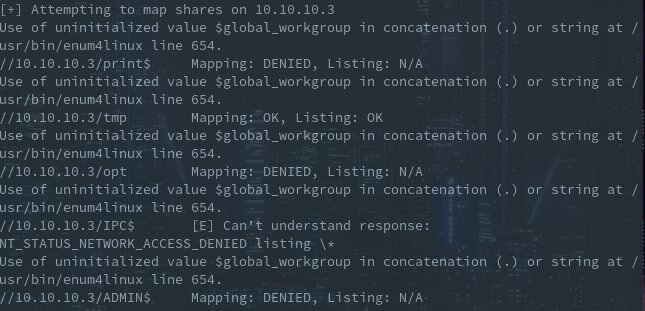 [+] Attempting to map shares on 10.10.10.3
Use of uninitialized value $global_workgroup in concatenation (.) or string at /
usr/bin/enum4linux line 654.
//10.10.10.3/print$     Mapping: DENIED, Listing: N/A
Use of uninitialized value $global_workgroup in concatenation (.) or string at /
usr/bin/enum4linux line 654.
//10.10.10.3/tmp        Mapping: OK, Listing: OK
Use of uninitialized value $global_workgroup in concatenation (.) or string at /
usr/bin/enum4linux line 654.
//10.10.10.3/opt        Mapping: DENIED, Listing: N/A
Use of uninitialized value $global_workgroup in concatenation (.) or string at /
usr/bin/enum4linux line 654.
//10.10.10.3/IPC$       [E] Can't understand response:
NT_STATUS_NETWORK_ACCESS_DENIED listing \*
Use of uninitialized value $global_workgroup in concatenation (.) or string at /
usr/bin/enum4linux line 654.
//10.10.10.3/ADMIN$     Mapping: DENIED, Listing: N/A